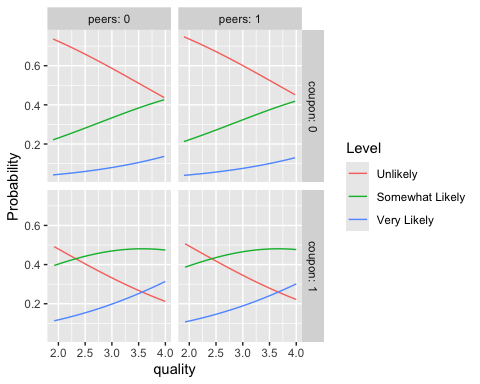 peers: 0
peers: 1
0.6
0.4
0.2
coupon: 0
0.6
0.4
0.2
coupon: 1
2.0 2.5 3.0 3.5 4.0
2.0 2.5 3.0 3.5 4.0
quality
Probability
Level
Unlikely
Somewhat Likely
Very Likely